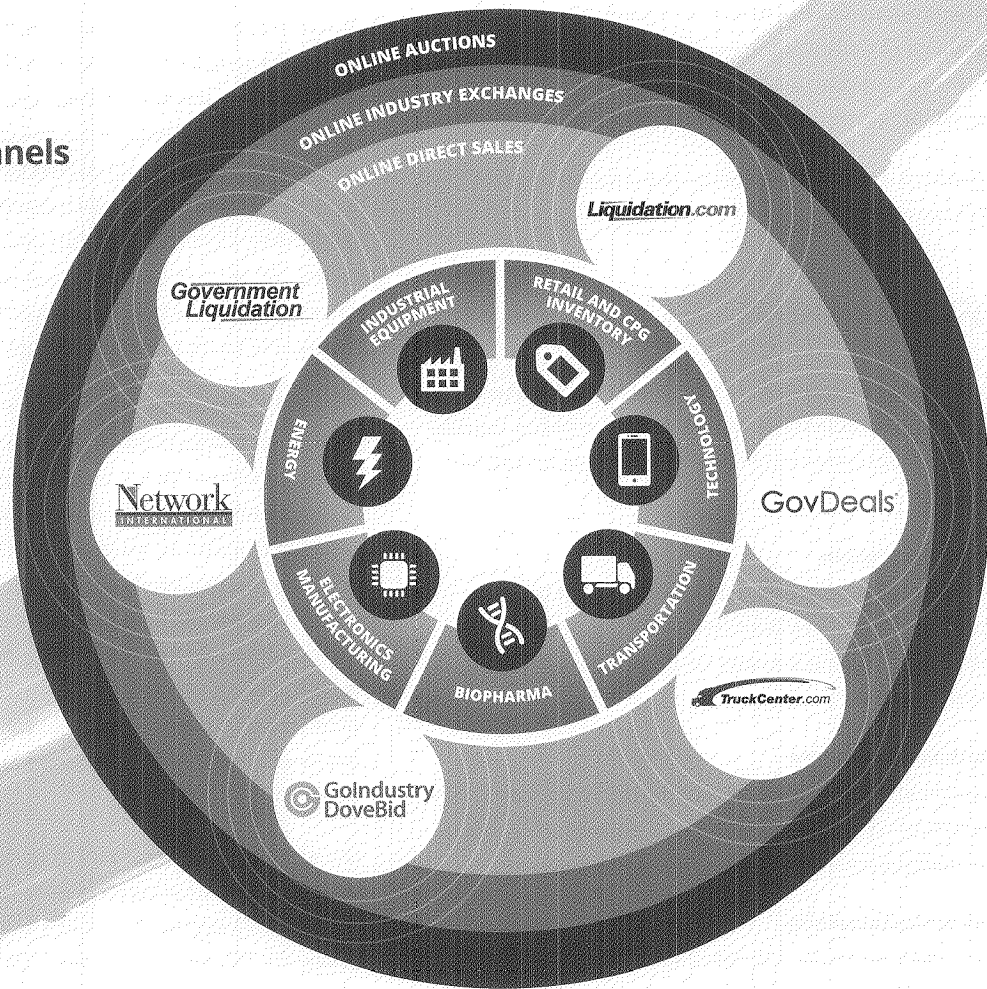 ONLINE AUCTIONS
ONLINE INDUSTRY EXCHANGES
ONLINE DIRECT SALES
nnels
Liquidation.com
Government
Liquidation
INDUSTRIAL
EQUIPMENT
RETAIL AND CPG
INVENTORY
ENERGY
TECHNOLOGY
Network
INTERNATIONAL
GovDeals
ELECTRONICS
MANUFACTURING
TRANSPORTATION
BIOPHARMA
TruckCenter.com
GoIndustry
DoveBid